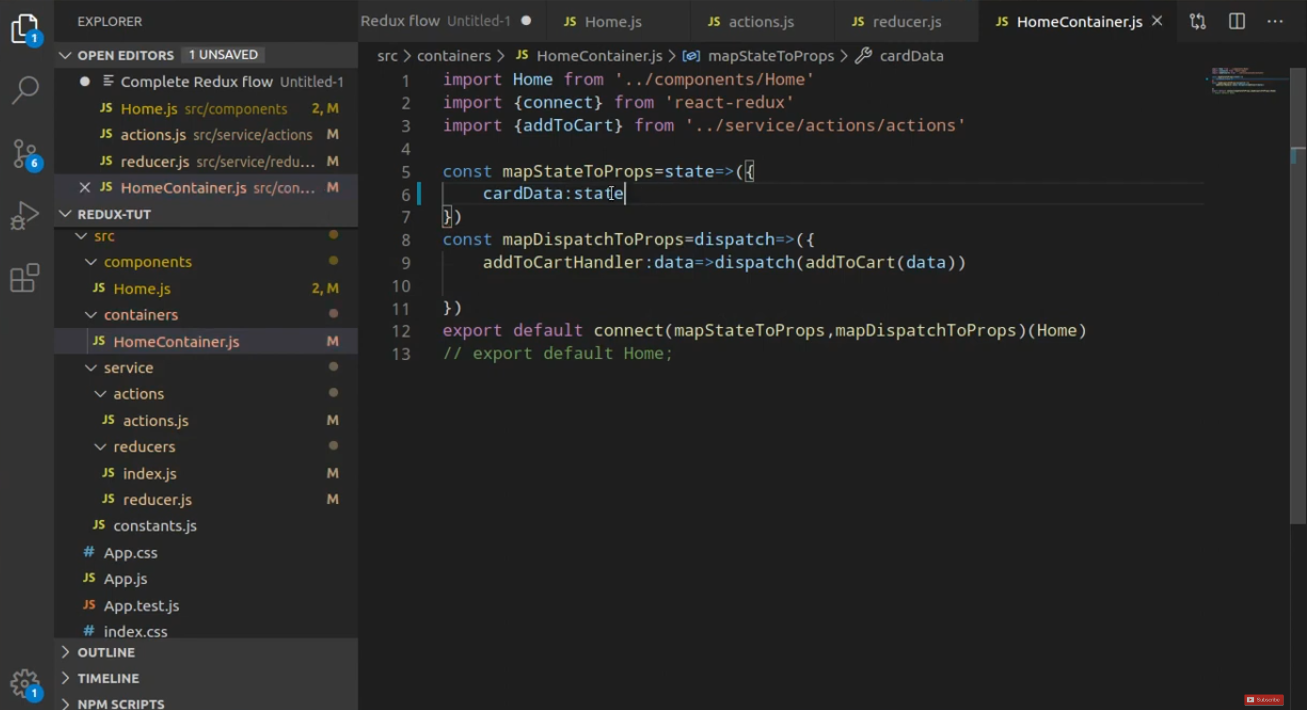 EXPLORER
OPEN EDITORS 1 UNSAVED
Complete Redux flow Untitled-1
JS Home.js src/components 2, M
JS actions.js src/service/actions M
JS reducer.js src/service/redu... M
JS HomeContainer.js src/con... M
REDUX-TUT
src
components
JS Home.js 2, M
containers
JS HomeContainer.js M
service
actions
JS actions.js M
reducers
JS index.js M
JS reducer.js M
JS constants.js
# App.css
JS App.js
JS App.test.js
# index.css
OUTLINE
TIMELINE
NPM SCRIPTS
1
6
1
Redux flow Untitled-1 JS Home.js JS actions.js JS reducer.js JS HomeContainer.js
src > containers > JS HomeContainer.js > mapStateToProps > cardData
1 import Home from '../components/Home'
2 import {connect} from 'react-redux'
3 import {addToCart} from '../service/actions/actions'
4
5 const mapStateToProps=state=>({
6 cardData:state
7 })
8 const mapDispatchToProps=dispatch=>({
9 addToCartHandler:data=>dispatch(addToCart(data))
10
11 })
12 export default connect(mapStateToProps,mapDispatchToProps)(Home)
13 // export default Home;
Subscribe